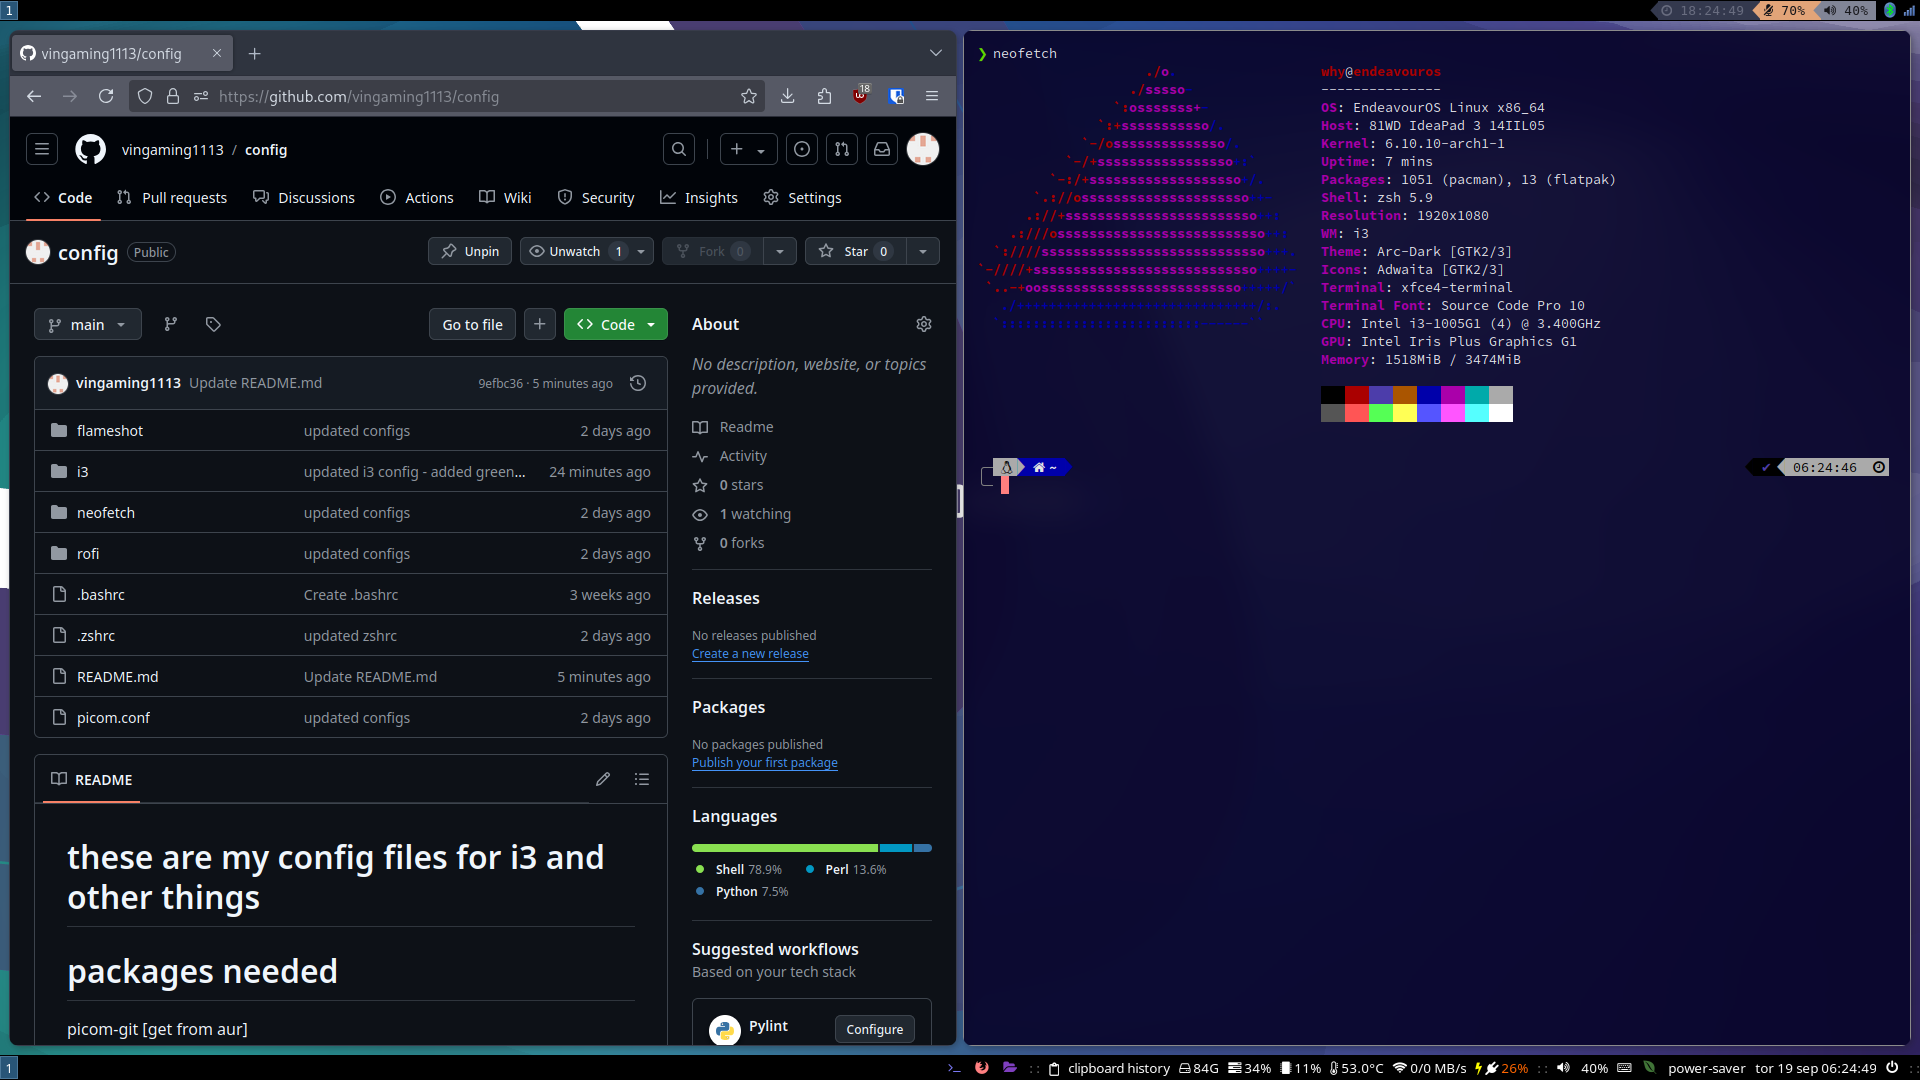 1
18:24:49 70% 40%
vingaming1113/config
https://github.com/vingaming1113/config
18
vingaming1113 / config
Code Pull requests Discussions Actions Wiki Security Insights Settings
config Public Unpin Unwatch 1 Fork 0 Star 0
main Go to file Code
vingaming1113 Update README.md 9efbc36 · 5 minutes ago
flameshot updated configs 2 days ago
i3 updated i3 config - added green... 24 minutes ago
neofetch updated configs 2 days ago
rofi updated configs 2 days ago
.bashrc Create .bashrc 3 weeks ago
.zshrc updated zshrc 2 days ago
README.md Update README.md 5 minutes ago
picom.conf updated configs 2 days ago
README
these are my config files for i3 and
other things
packages needed
picom-git [get from aur]
About
No description, website, or topics
provided.
Readme
Activity
0 stars
1 watching
0 forks
Releases
No releases published
Create a new release
Packages
No packages published
Publish your first package
Languages
Shell 78.9% Perl 13.6%
Python 7.5%
Suggested workflows
Based on your tech stack
Pylint Configure
❯ neofetch
why@endeavouros
---------------
OS: EndeavourOS Linux x86_64
Host: 81WD IdeaPad 3 14IIL05
Kernel: 6.10.10-arch1-1
Uptime: 7 mins
Packages: 1051 (pacman), 13 (flatpak)
Shell: zsh 5.9
Resolution: 1920x1080
WM: i3
Theme: Arc-Dark [GTK2/3]
Icons: Adwaita [GTK2/3]
Terminal: xfce4-terminal
Terminal Font: Source Code Pro 10
CPU: Intel i3-1005G1 (4) @ 3.400GHz
GPU: Intel Iris Plus Graphics G1
Memory: 1518MiB / 3474MiB
~ ✔ 06:24:46
1
clipboard history 84G 34% 11% 53.0°C 0/0 MB/s 26% 40% power-saver tor 19 sep 06:24:49